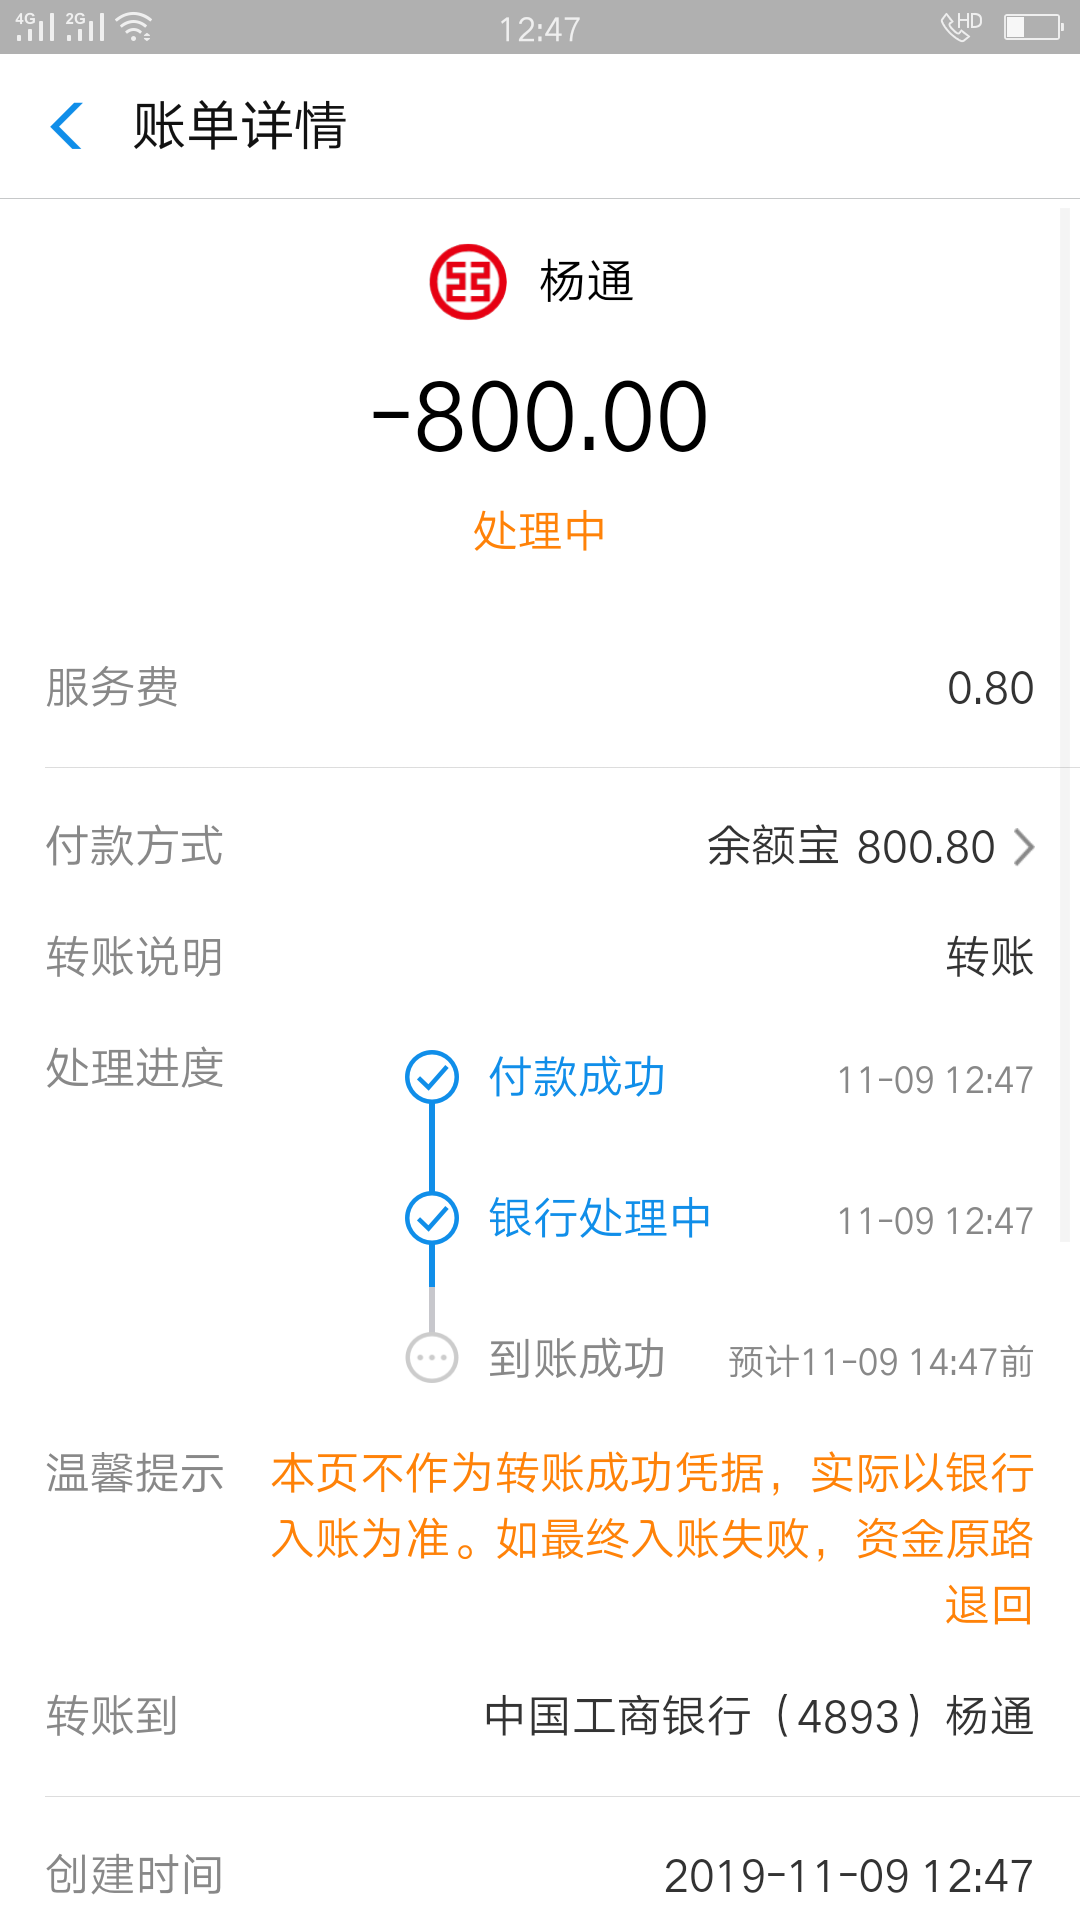 4G 2G 12:47 HD
账单详情
杨通
-800.00
处理中
服务费 0.80
付款方式 余额宝 800.80
转账说明 转账
处理进度 付款成功 11-09 12:47
银行处理中 11-09 12:47
到账成功 预计11-09 14:47前
温馨提示 本页不作为转账成功凭据，实际以银行
入账为准。如最终入账失败，资金原路
退回
转账到 中国工商银行（4893）杨通
创建时间 2019-11-09 12:47